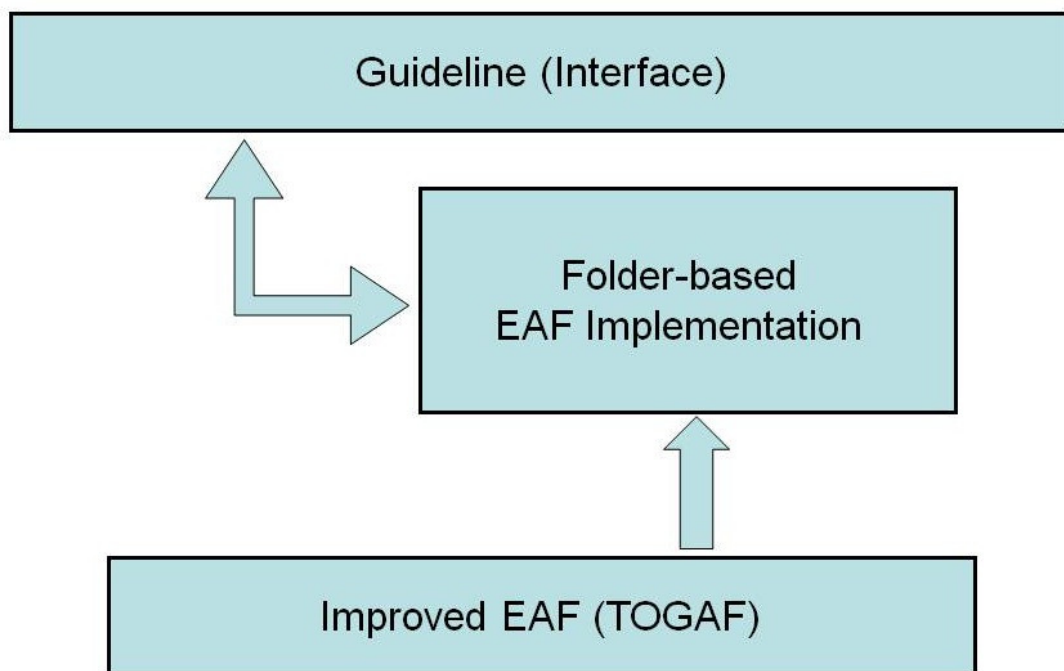 Guideline (Interface)
Folder-based
EAF Implementation
Improved EAF (TOGAF)